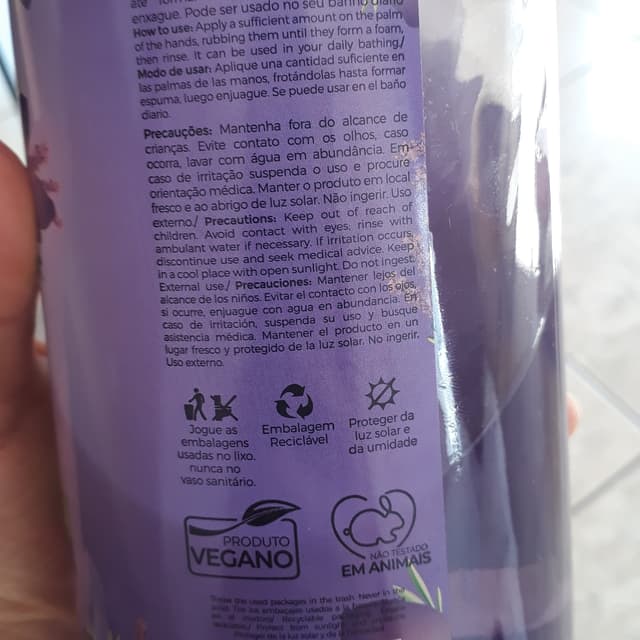 enxague. Pode ser usado no seu banho diário
How to use: Apply a sufficient amount on the palm
of the hands, rubbing them until they form a foam,
then rinse. It can be used in your daily bathing/
Modo de usar: Aplique una cantidad suficiente en
las palmas de las manos, frotándolas hasta formar
espuma, luego enjuague. Se puede usar en el baño
diario.
Precauções: Mantenha fora do alcance de
crianças. Evite contato com os olhos, caso
ocorra, lavar com água em abundância. Em
caso de irritação suspenda o uso e procure
orientação médica. Manter o produto em local
fresco e ao abrigo de luz solar. Não ingerir. Uso
externo./ Precautions: Keep out of reach of
children. Avoid contact with eyes, rinse with
ambulant water if necessary. If irritation occurs,
discontinue use and seek medical advice. Keep
in a cool place with open sunlight. Do not ingest.
External use./ Precauciones: Mantener lejos del
alcance de los niños. Evitar el contacto con los ojos,
si ocurre, enjuague con agua en abundancia. En
caso de irritación, suspenda su uso y busque
asistencia médica. Mantener el producto en un
lugar fresco y protegido de la luz solar. No ingerir.
Uso externo.
Jogue as
embalagens
usadas no lixo,
nunca no
vaso sanitário.
Embalagem
Reciclável
Proteger da
luz solar e
da umidade
PRODUTO
VEGANO
NÃO TESTADO
EM ANIMAIS
the used packages in the trash. Never in the